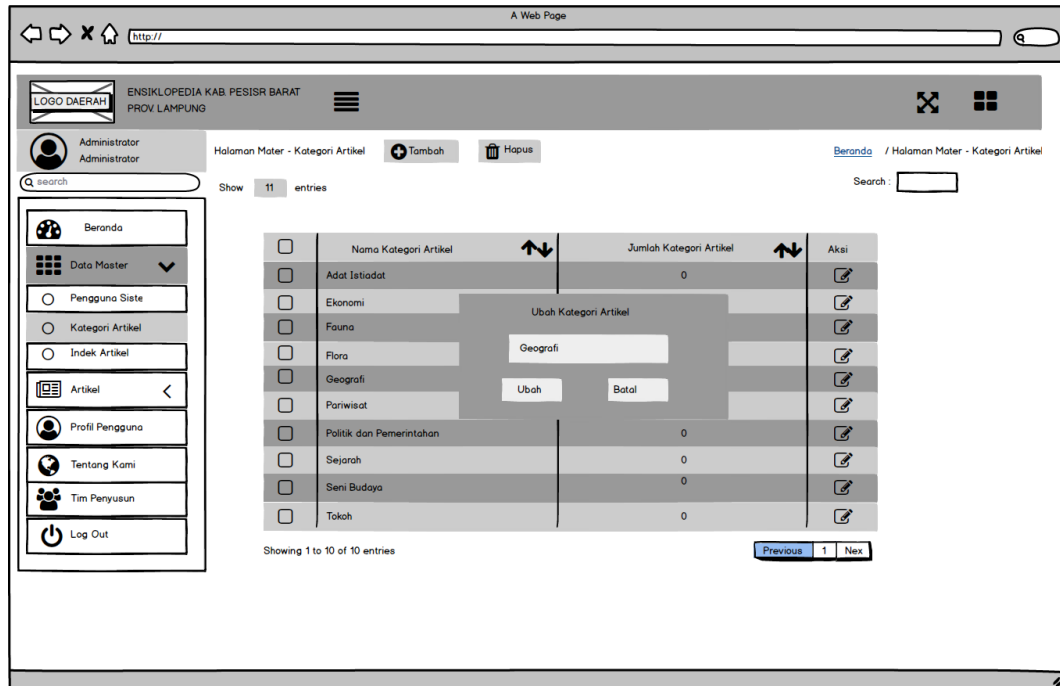 A Web Page
http://
LOGO DAERAH
ENSIKLOPEDIA KAB. PESISR BARAT
PROV. LAMPUNG
Administrator
Administrator
search
Halaman Mater - Kategori Artikel
Tambah
Hapus
Beranda / Halaman Mater - Kategori Artikel
Show 11 entries
Search :
Beranda
Data Master
Pengguna Siste
Kategori Artikel
Indek Artikel
Artikel
Profil Pengguna
Tentang Kami
Tim Penyusun
Log Out
Nama Kategori Artikel Jumlah Kategori Artikel Aksi
Adat Istiadat 0
Ekonomi
Fauna
Flora
Geografi
Pariwisat
Politik dan Pemerintahan 0
Sejarah 0
Seni Budaya 0
Tokoh 0
Ubah Kategori Artikel
Geografi
Ubah Batal
Showing 1 to 10 of 10 entries
Previous 1 Nex